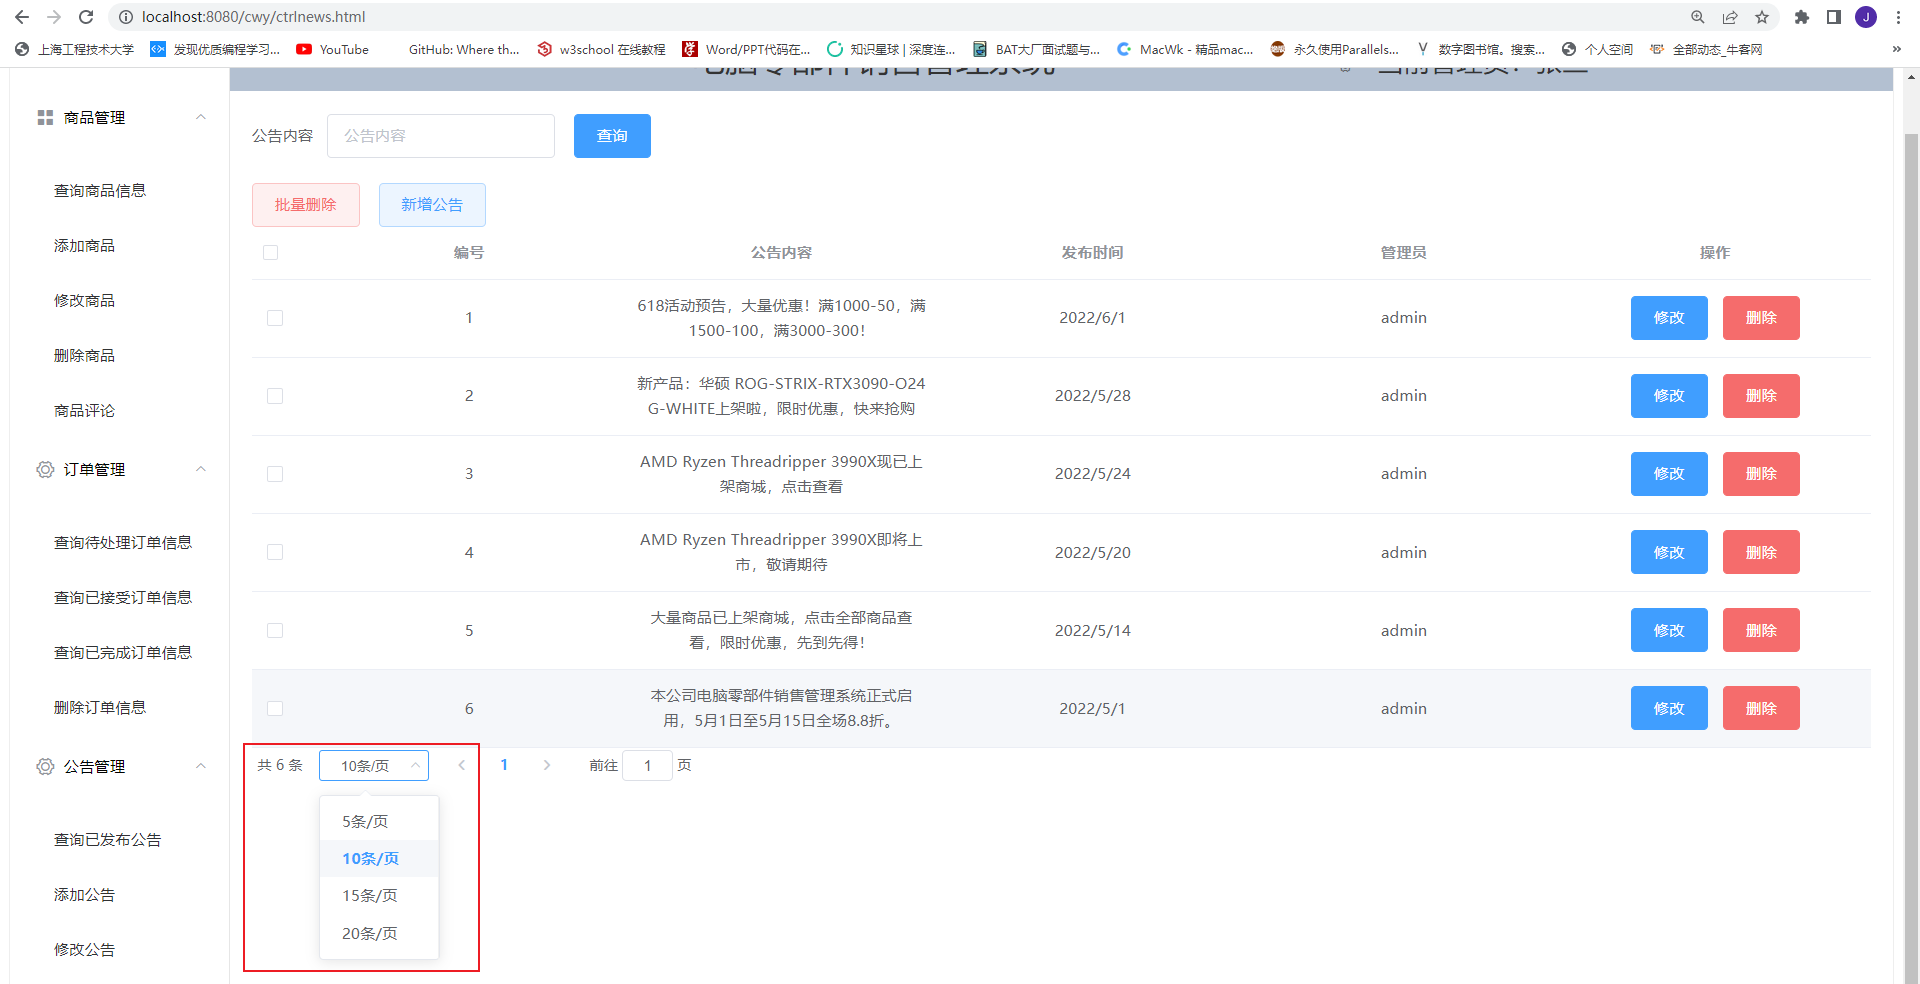 localhost:8080/cwy/ctrlnews.html
J
上海工程技术大学 发现优质编程学习... YouTube GitHub: Where th... w3school 在线教程 Word/PPT代码在... 知识星球 | 深度连... BAT大厂面试题与... MacWk - 精品mac... 永久使用Parallels... 数字图书馆。搜索... 个人空间 全部动态_牛客网 »
电脑零部件销售管理系统 当前管理员：张三
商品管理
查询商品信息
添加商品
修改商品
删除商品
商品评论
订单管理
查询待处理订单信息
查询已接受订单信息
查询已完成订单信息
删除订单信息
公告管理
查询已发布公告
添加公告
修改公告
公告内容 公告内容 查询
批量删除 新增公告
编号 公告内容 发布时间 管理员 操作
1 618活动预告，大量优惠！满1000-50，满 2022/6/1 admin 修改 删除
1500-100，满3000-300！
2 新产品：华硕 ROG-STRIX-RTX3090-O24 2022/5/28 admin 修改 删除
G-WHITE上架啦，限时优惠，快来抢购
3 AMD Ryzen Threadripper 3990X现已上 2022/5/24 admin 修改 删除
架商城，点击查看
4 AMD Ryzen Threadripper 3990X即将上 2022/5/20 admin 修改 删除
市，敬请期待
5 大量商品已上架商城，点击全部商品查 2022/5/14 admin 修改 删除
看，限时优惠，先到先得！
6 本公司电脑零部件销售管理系统正式启 2022/5/1 admin 修改 删除
用，5月1日至5月15日全场8.8折。
共 6 条 10条/页 1 前往 1 页
5条/页
10条/页
15条/页
20条/页